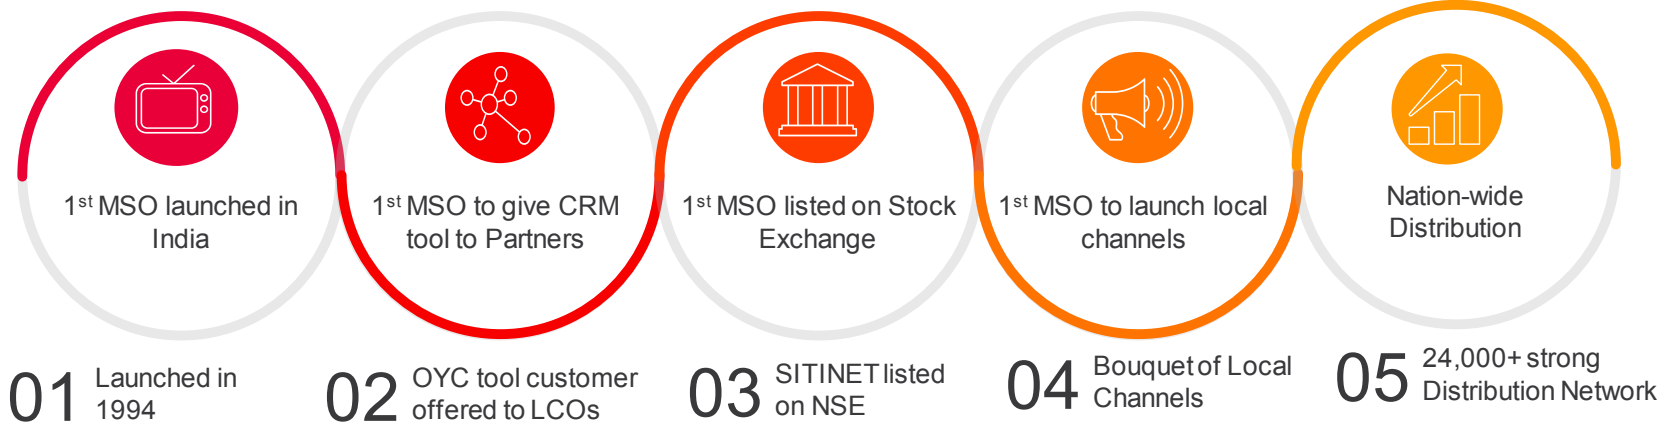 1st MSO launched in
India
1st MSO to give CRM
tool to Partners
1st MSO listed on Stock
Exchange
1st MSO to launch local
channels
Nation-wide
Distribution
01 Launched in
1994
02 OYC tool customer
offered to LCOs
03 SITINET listed
on NSE
04 Bouquet of Local
Channels
05 24,000+ strong
Distribution Network